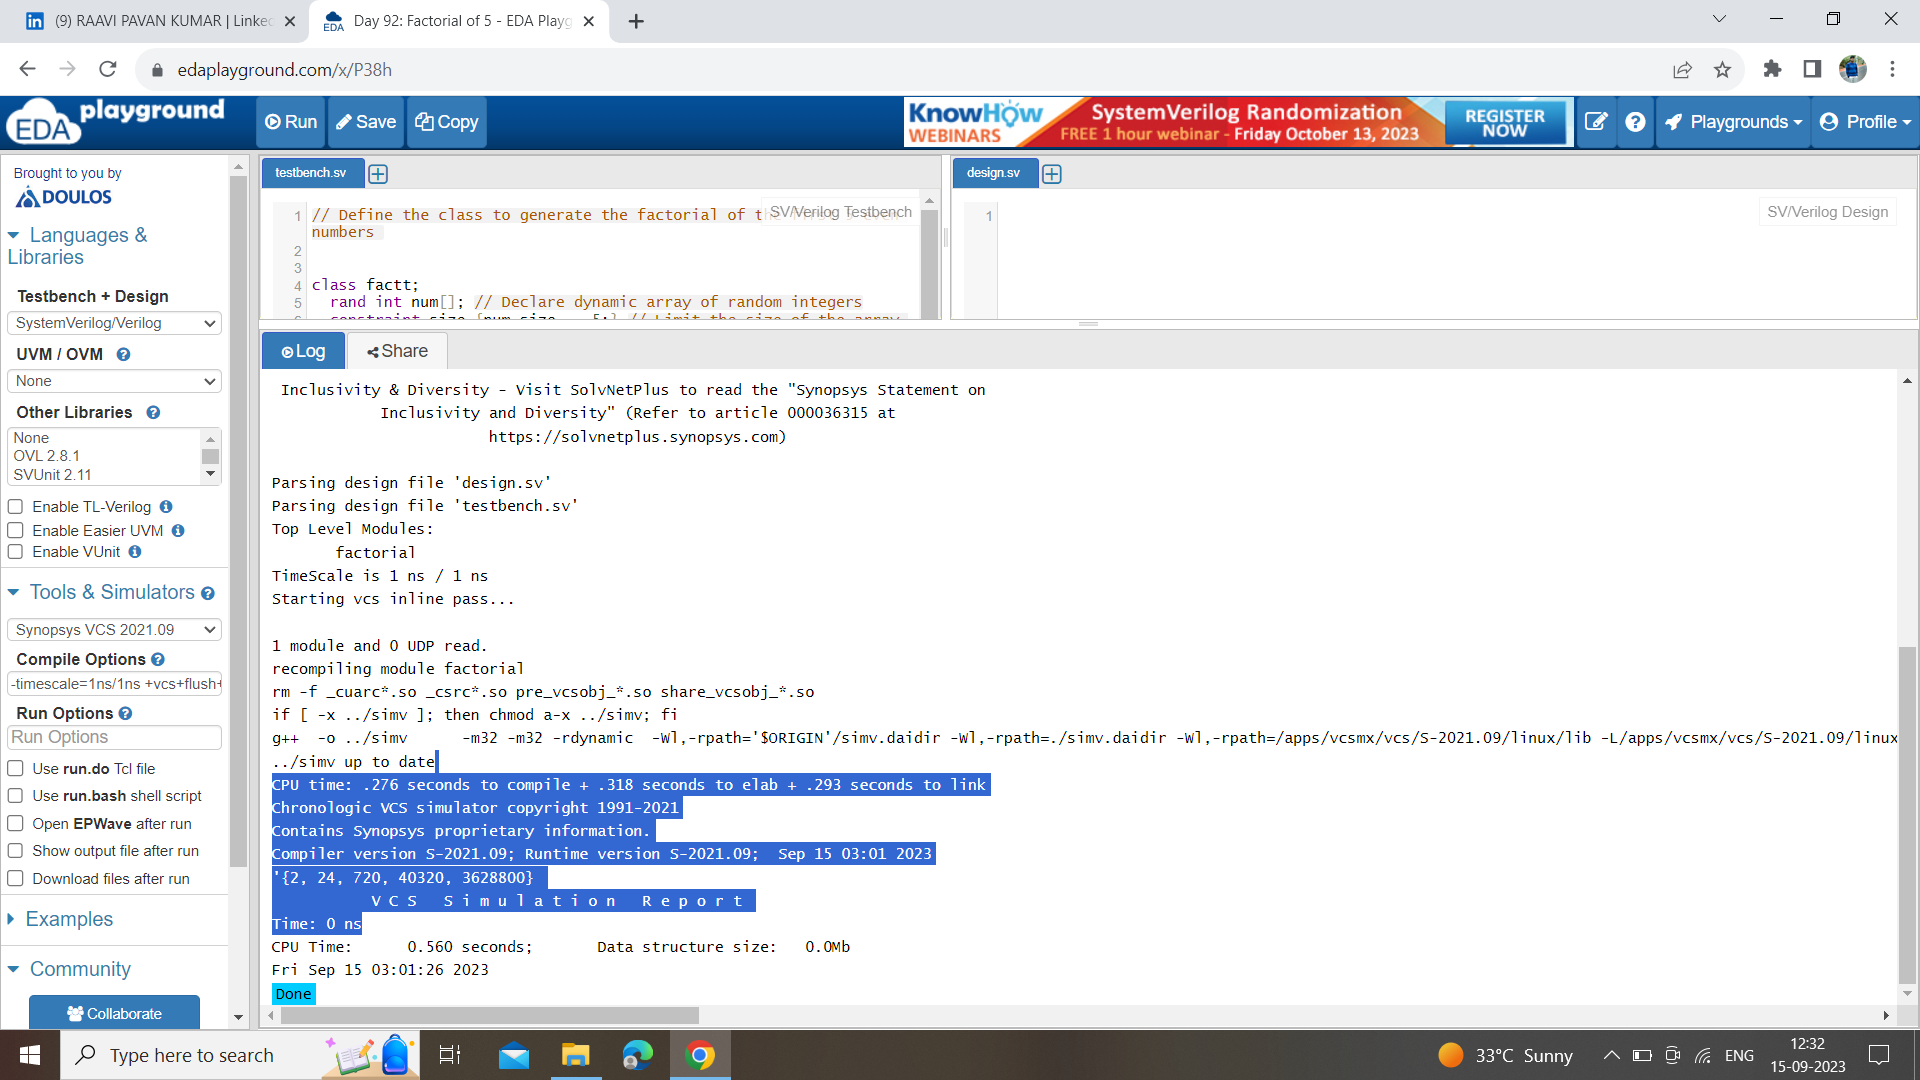 (9) RAAVI PAVAN KUMAR | Linke
Day 92: Factorial of 5 - EDA Playg
edaplayground.com/x/P38h
EDA playground
Run
Save
Copy
KnowHow WEBINARS
SystemVerilog Randomization
FREE 1 hour webinar - Friday October 13, 2023
REGISTER NOW
Playgrounds
Profile
Brought to you by
DOULOS
Languages & Libraries
Testbench + Design
SystemVerilog/Verilog
UVM / OVM
None
Other Libraries
None
OVL 2.8.1
SVUnit 2.11
Enable TL-Verilog
Enable Easier UVM
Enable VUnit
Tools & Simulators
Synopsys VCS 2021.09
Compile Options
-timescale=1ns/1ns +vcs+flush+
Run Options
Run Options
Use run.do Tcl file
Use run.bash shell script
Open EPWave after run
Show output file after run
Download files after run
Examples
Community
Collaborate
testbench.sv
SV/Verilog Testbench
1 // Define the class to generate the factorial of
numbers
2
3
4 class factt;
5 rand int num[]; // Declare dynamic array of random integers
design.sv
1
SV/Verilog Design
Log
Share
Inclusivity & Diversity - Visit SolvNetPlus to read the "Synopsys Statement on
Inclusivity and Diversity" (Refer to article 000036315 at
https://solvnetplus.synopsys.com)
Parsing design file 'design.sv'
Parsing design file 'testbench.sv'
Top Level Modules:
factorial
TimeScale is 1 ns / 1 ns
Starting vcs inline pass...
1 module and 0 UDP read.
recompiling module factorial
rm -f _cuarc*.so _csrc*.so pre_vcsobj_*.so share_vcsobj_*.so
if [ -x ../simv ]; then chmod a-x ../simv; fi
g++ -o ../simv -m32 -m32 -rdynamic -Wl,-rpath='$ORIGIN'/simv.daidir -Wl,-rpath=./simv.daidir -Wl,-rpath=/apps/vcsmx/vcs/S-2021.09/linux/lib -L/apps/vcsmx/vcs/S-2021.09/linux
../simv up to date
CPU time: .276 seconds to compile + .318 seconds to elab + .293 seconds to link
Chronologic VCS simulator copyright 1991-2021
Contains Synopsys proprietary information.
Compiler version S-2021.09; Runtime version S-2021.09; Sep 15 03:01 2023
'{2, 24, 720, 40320, 3628800}
V C S S i m u l a t i o n R e p o r t
Time: 0 ns
CPU Time: 0.560 seconds; Data structure size: 0.0Mb
Fri Sep 15 03:01:26 2023
Done
Type here to search
33°C Sunny
ENG
12:32
15-09-2023